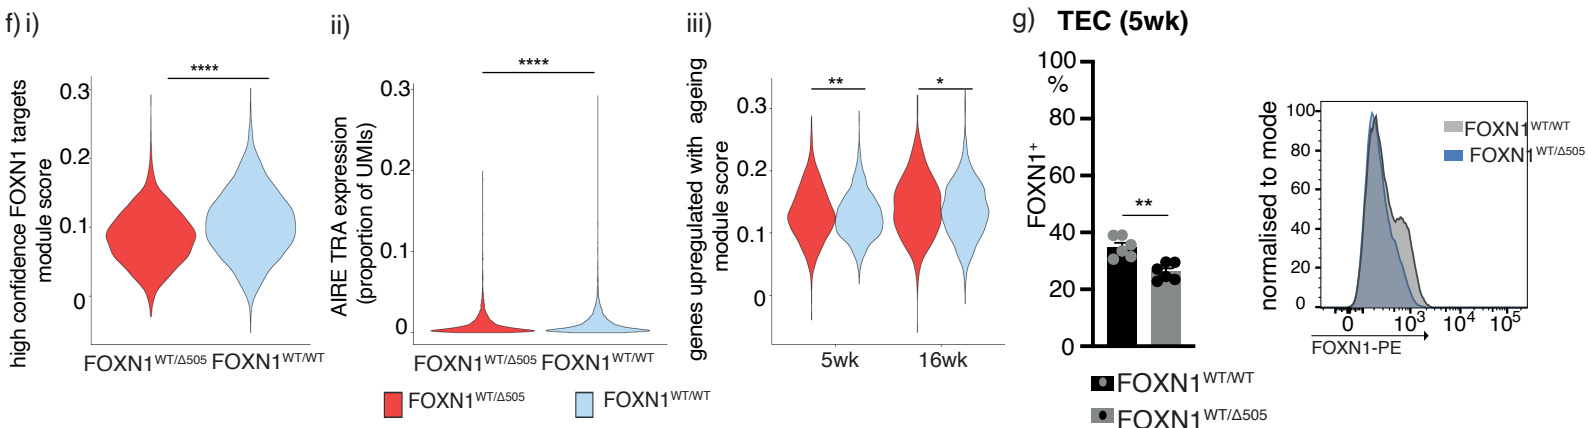 f) i)
high confidence FOXN1 targets
module score
0.3
0.2
0.1
0
****
FOXN1WT/Δ505 FOXN1WT/WT
ii)
AIRE TRA expression
(proportion of UMIs)
0.3
0.2
0.1
0
****
FOXN1WT/Δ505 FOXN1WT/WT
FOXN1WT/Δ505 FOXN1WT/WT
iii)
genes upregulated with ageing
module score
0.3
0.2
0.1
0
**
*
5wk 16wk
g) TEC (5wk)
FOXN1+
%
100
80
60
40
20
0
**
FOXN1WT/WT
FOXN1WT/Δ505
normalised to mode
100
80
60
40
20
0
FOXN1WT/WT
FOXN1WT/Δ505
0 10³ 10⁴ 10⁵
FOXN1-PE